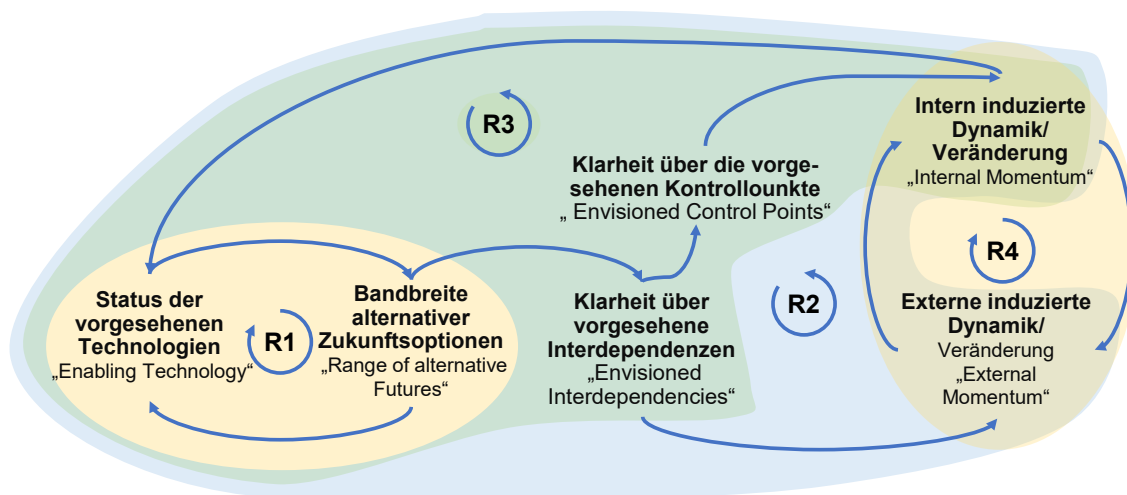 R3
Intern induzierte
Dynamik/
Veränderung
„Internal Momentum“
Klarheit über die vorge-
sehenen Kontrollounkte
„ Envisioned Control Points“
R4
R2
Status der
vorgesehenen
Technologien
„Enabling Technology“
R1
Bandbreite
alternativer
Zukunftsoptionen
„Range of alternative
Futures“
Klarheit über
vorgesehene
Interdependenzen
„Envisioned
Interdependencies“
Externe induzierte
Dynamik/
Veränderung
„External
Momentum“